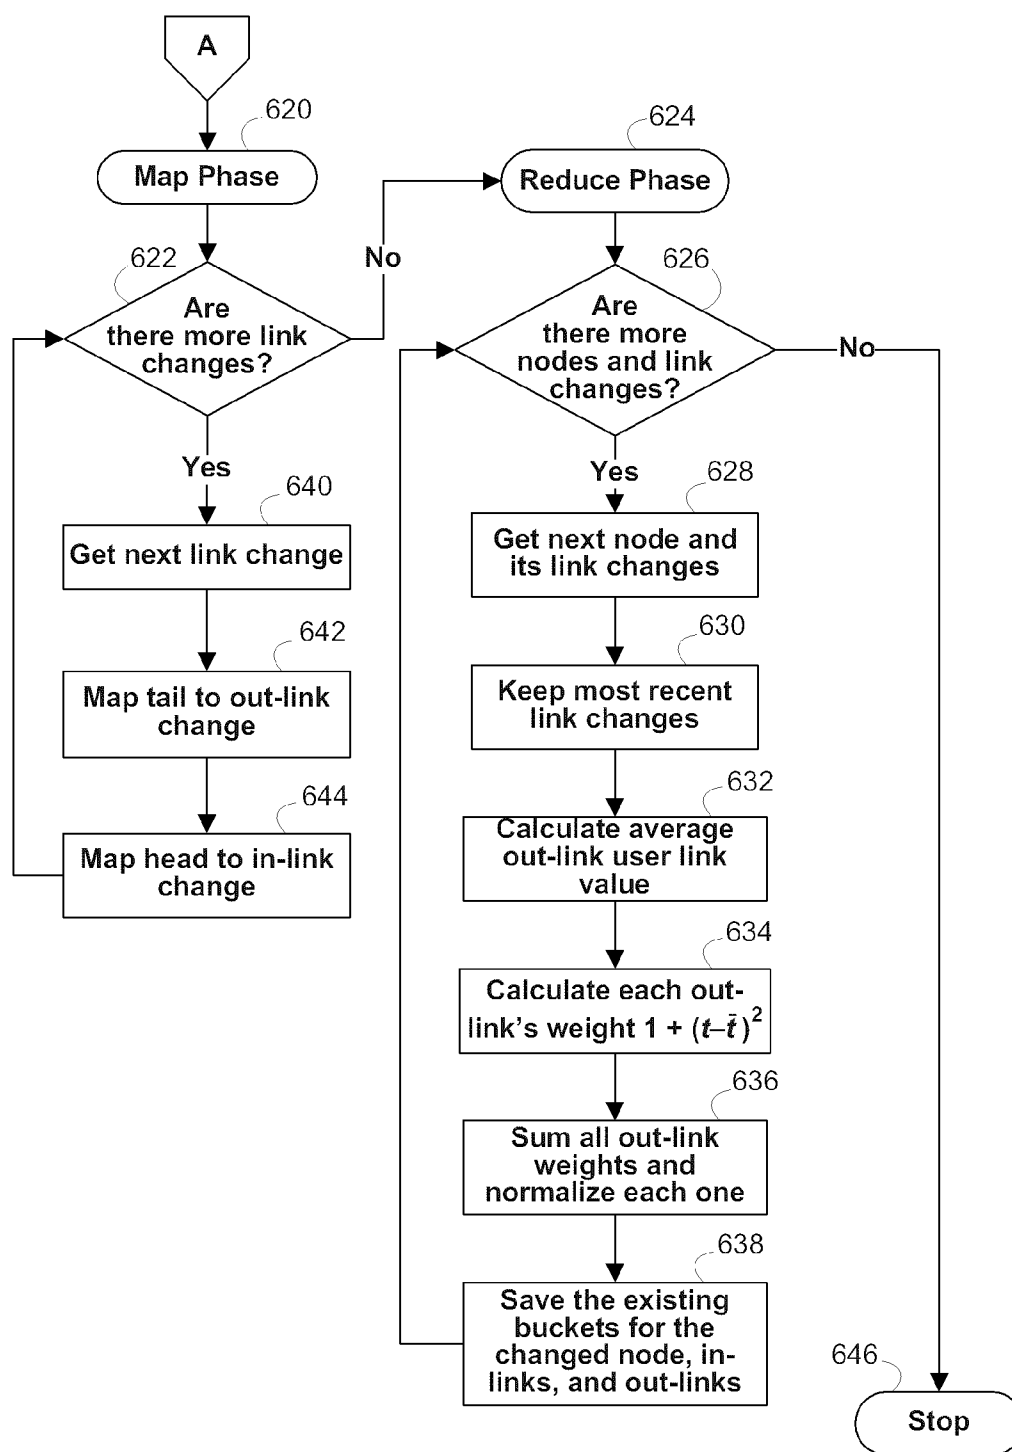 A
620
Map Phase
622
Are
there more link
changes?
No
Yes
640
Get next link change
642
Map tail to out-link
change
644
Map head to in-link
change
624
Reduce Phase
626
Are
there more
nodes and link
changes?
No
Yes
628
Get next node and
its link changes
630
Keep most recent
link changes
632
Calculate average
out-link user link
value
634
Calculate each out-
link's weight 1 + (t–t̄)²
636
Sum all out-link
weights and
normalize each one
638
Save the existing
buckets for the
changed node, in-
links, and out-links
646
Stop